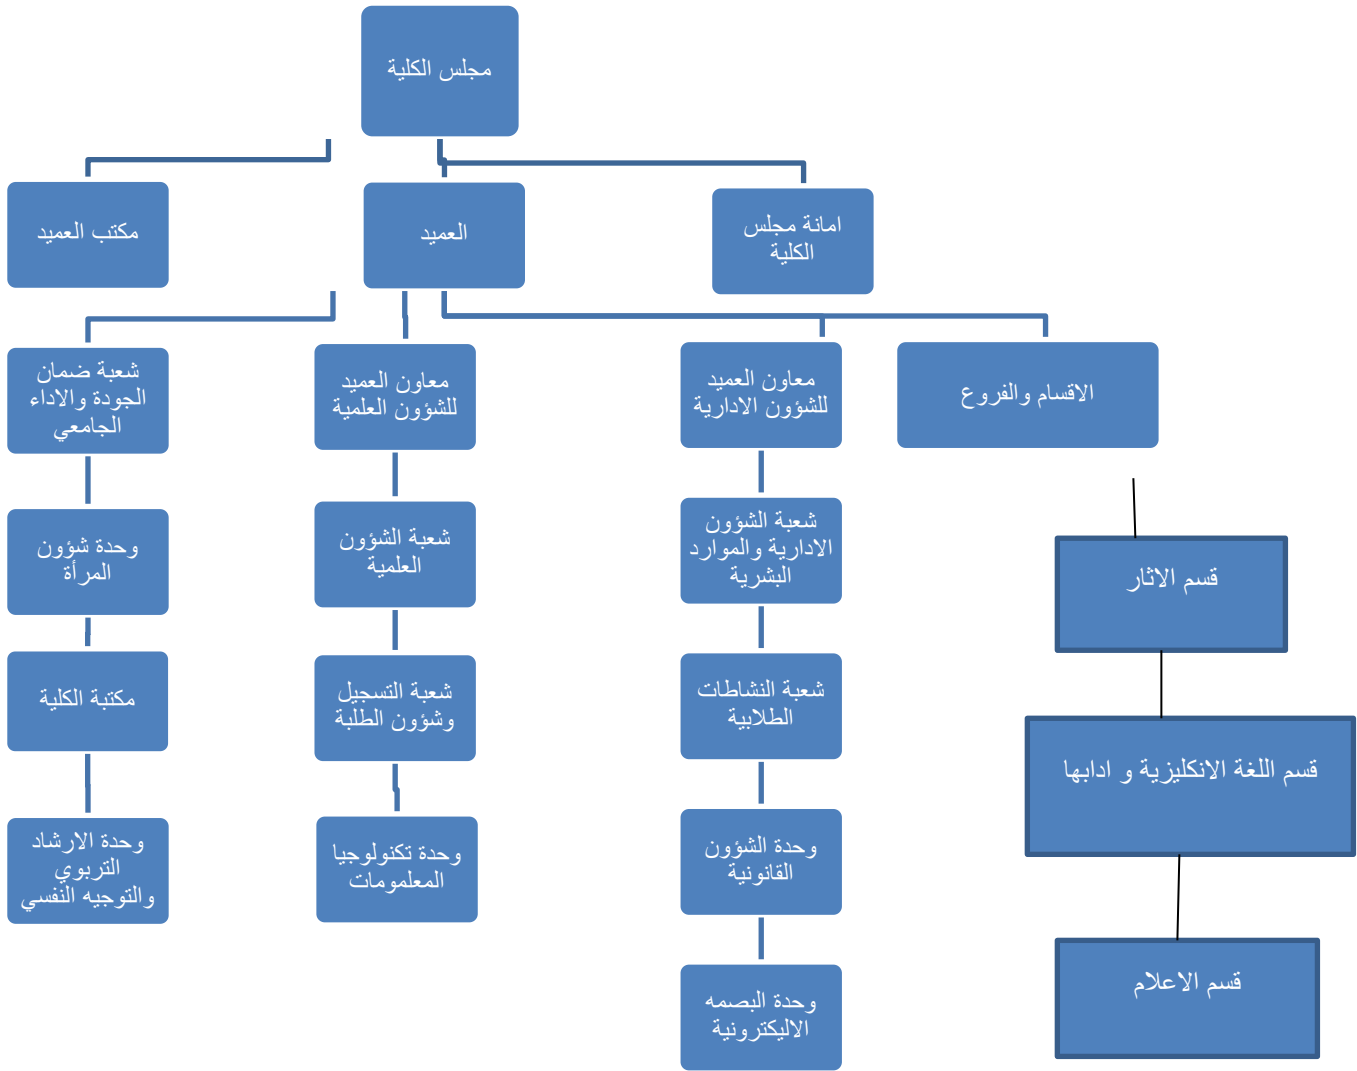 مجلس الكلية
امانة مجلس
الكلية
العميد
مكتب العميد
الاقسام والفروع
معاون العميد
للشؤون الادارية
معاون العميد
للشؤون العلمية
شعبة ضمان
الجودة والاداء
الجامعي
قسم الاثار
شعبة الشؤون
الادارية والموارد
البشرية
شعبة الشؤون
العلمية
وحدة شؤون
المرأة
قسم اللغة الانكليزية و ادابها
شعبة النشاطات
الطلابية
شعبة التسجيل
وشؤون الطلبة
مكتبة الكلية
قسم الاعلام
وحدة الشؤون
القانونية
وحدة تكنولوجيا
المعلمومات
وحدة الارشاد
التربوي
والتوجيه النفسي
وحدة البصمه
الاليكترونية